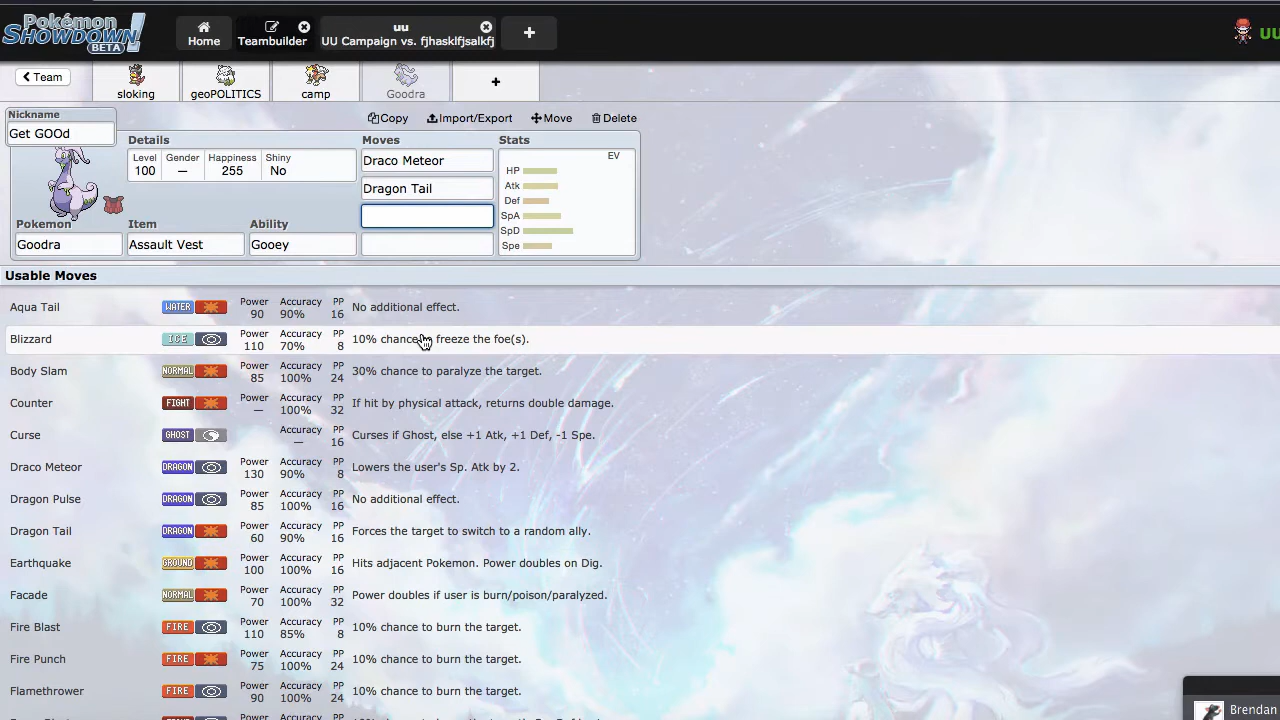 Pokémon
SHOWDOWN!
BETA
Home
Teambuilder
uu
UU Campaign vs. fjhasklfjsalkfj
+
UU
< Team
sloking
geoPOLITICS
camp
Goodra
+
Nickname
Get GOOd
Copy
Import/Export
Move
Delete
Details
Moves
Stats
Level
100
Gender
—
Happiness
255
Shiny
No
Draco Meteor
Dragon Tail
EV
HP
Atk
Def
SpA
SpD
Spe
Pokemon
Goodra
Item
Assault Vest
Ability
Gooey
Usable Moves
Aqua Tail WATER Power 90 Accuracy 90% PP 16 No additional effect.
Blizzard ICE Power 110 Accuracy 70% PP 8 10% chance freeze the foe(s).
Body Slam NORMAL Power 85 Accuracy 100% PP 24 30% chance to paralyze the target.
Counter FIGHT Power — Accuracy 100% PP 32 If hit by physical attack, returns double damage.
Curse GHOST Accuracy — PP 16 Curses if Ghost, else +1 Atk, +1 Def, -1 Spe.
Draco Meteor DRAGON Power 130 Accuracy 90% PP 8 Lowers the user's Sp. Atk by 2.
Dragon Pulse DRAGON Power 85 Accuracy 100% PP 16 No additional effect.
Dragon Tail DRAGON Power 60 Accuracy 90% PP 16 Forces the target to switch to a random ally.
Earthquake GROUND Power 100 Accuracy 100% PP 16 Hits adjacent Pokemon. Power doubles on Dig.
Facade NORMAL Power 70 Accuracy 100% PP 32 Power doubles if user is burn/poison/paralyzed.
Fire Blast FIRE Power 110 Accuracy 85% PP 8 10% chance to burn the target.
Fire Punch FIRE Power 75 Accuracy 100% PP 24 10% chance to burn the target.
Flamethrower FIRE Power 90 Accuracy 100% PP 24 10% chance to burn the target.
Brendan